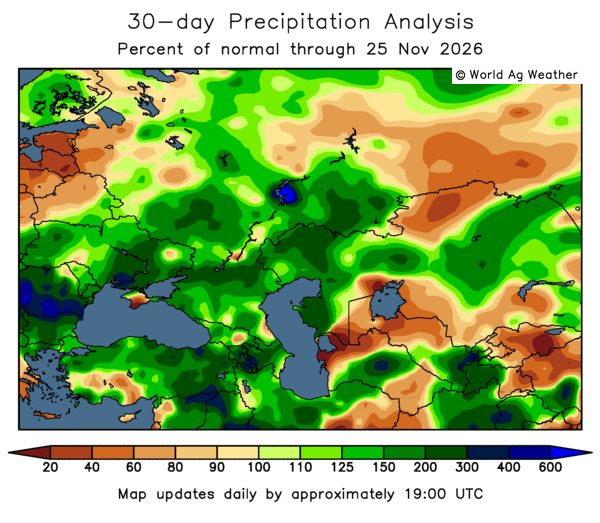 30-day Precipitation Analysis
Percent of normal through 25 Nov 2026
© World Ag Weather
20 40 60 80 90 100 110 125 150 200 300 400 600
Map updates daily by approximately 19:00 UTC